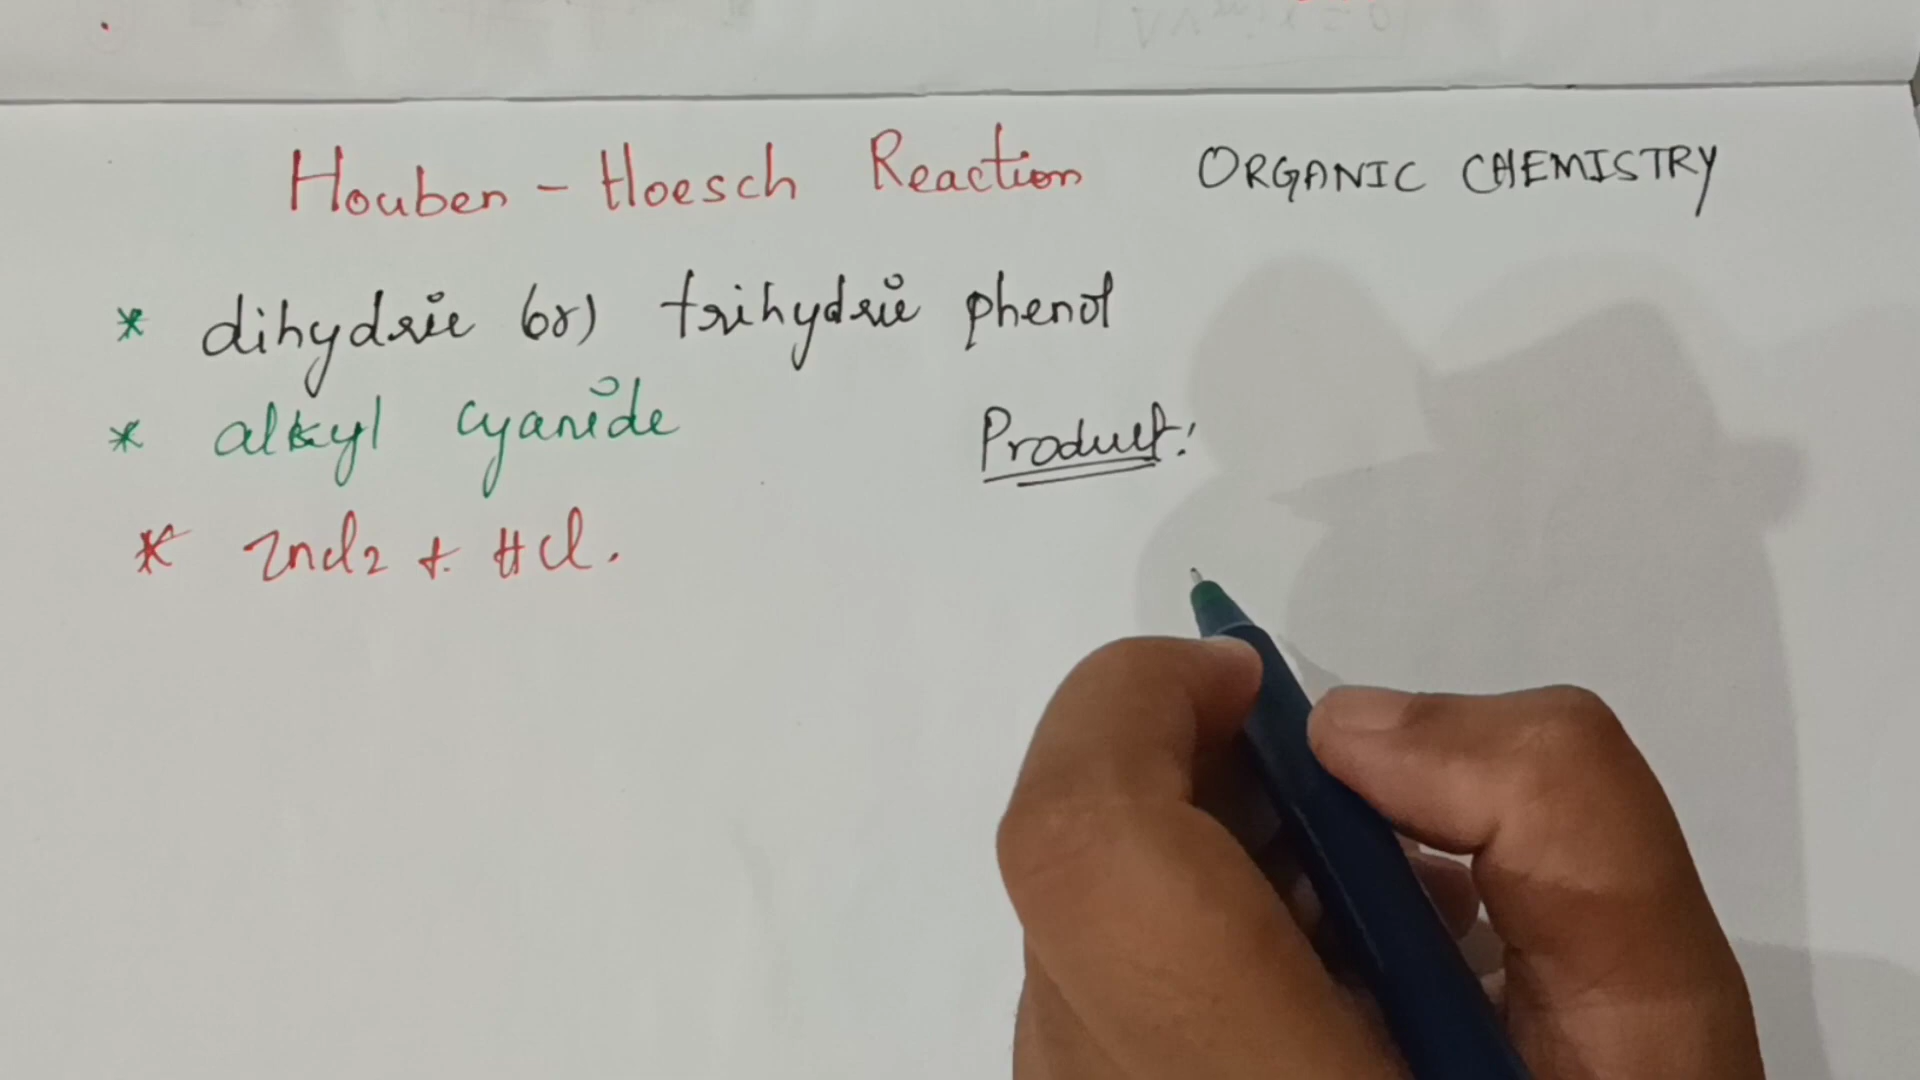 Houben - Hoesch Reaction ORGANIC CHEMISTRY
* dihydric (or) trihydric phenol
* alkyl cyanide
Product:
* ZnCl2 + HCl.